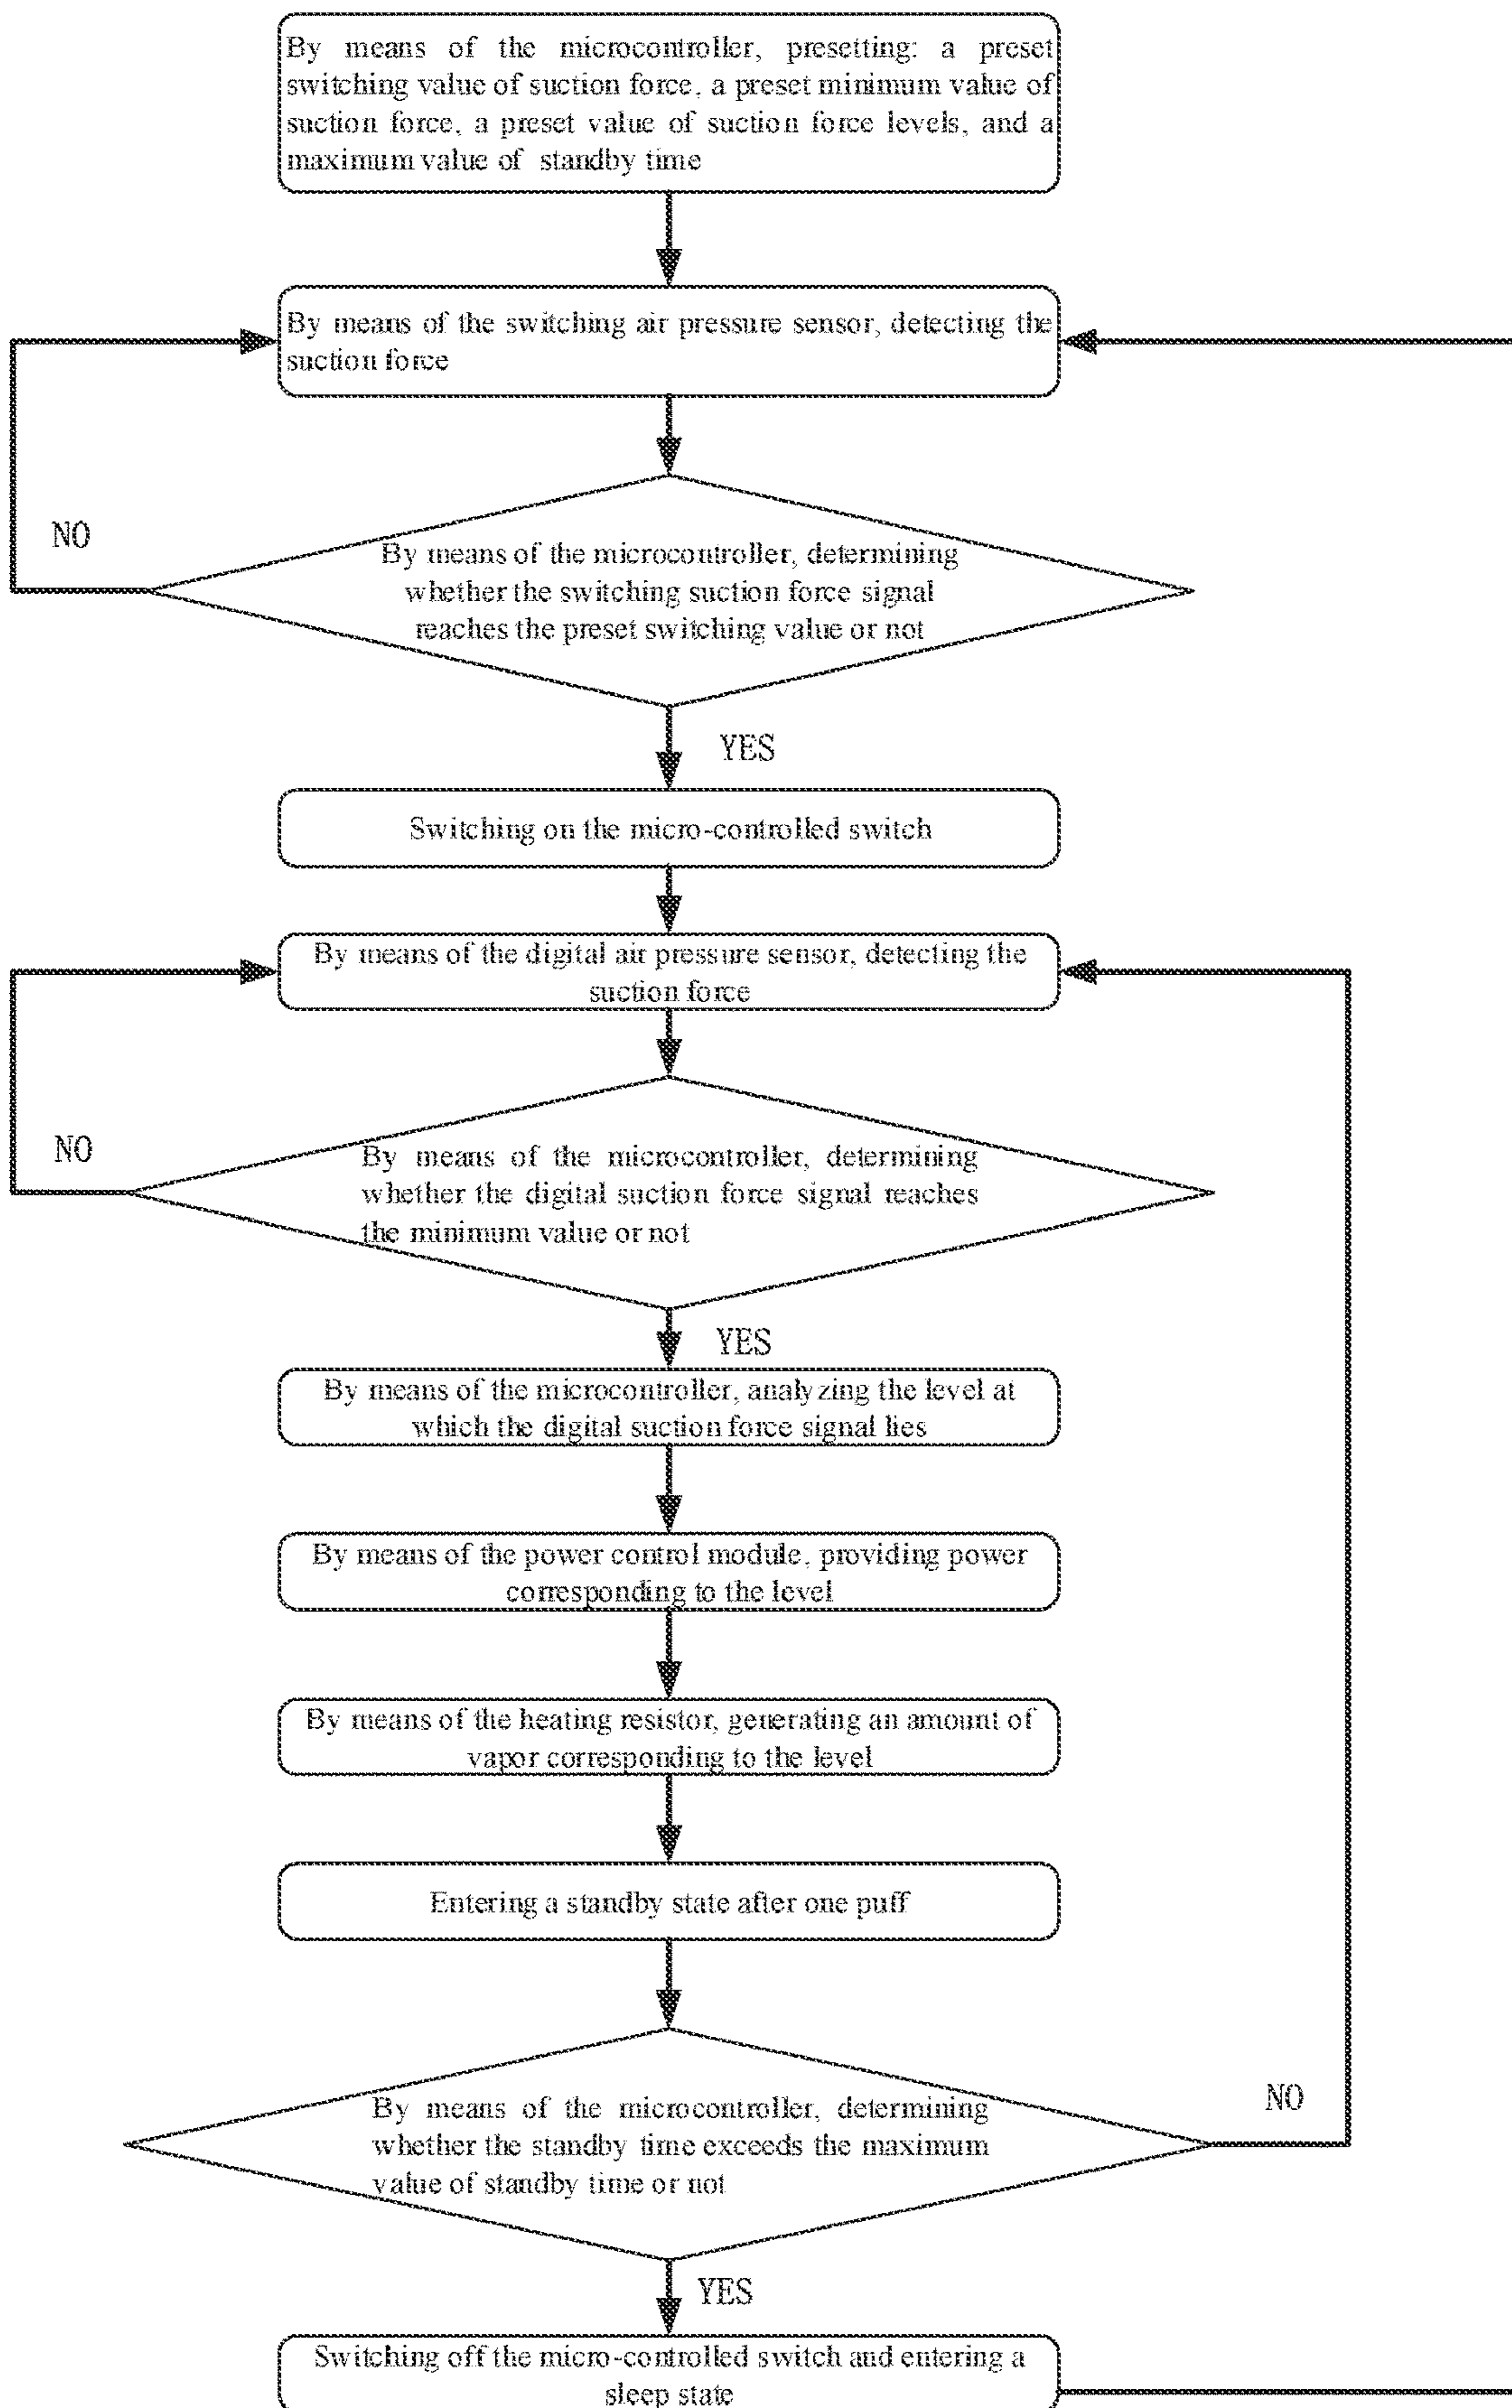 By means of the microcontroller, presetting: a preset
switching value of suction force, a preset minimum value of
suction force, a preset value of suction force levels, and a
maximum value of standby time
By means of the switching air pressure sensor, detecting the
suction force
NO
By means of the microcontroller, determining
whether the switching suction force signal
reaches the preset switching value or not
YES
Switching on the micro-controlled switch
By means of the digital air pressure sensor, detecting the
suction force
NO
By means of the microcontroller, determining
whether the digital suction force signal reaches
the minimum value or not
YES
By means of the microcontroller, analyzing the level at
which the digital suction force signal lies
By means of the power control module, providing power
corresponding to the level
By means of the heating resistor, generating an amount of
vapor corresponding to the level
Entering a standby state after one puff
NO
By means of the microcontroller, determining
whether the standby time exceeds the maximum
value of standby time or not
YES
Switching off the micro-controlled switch and entering a
sleep state